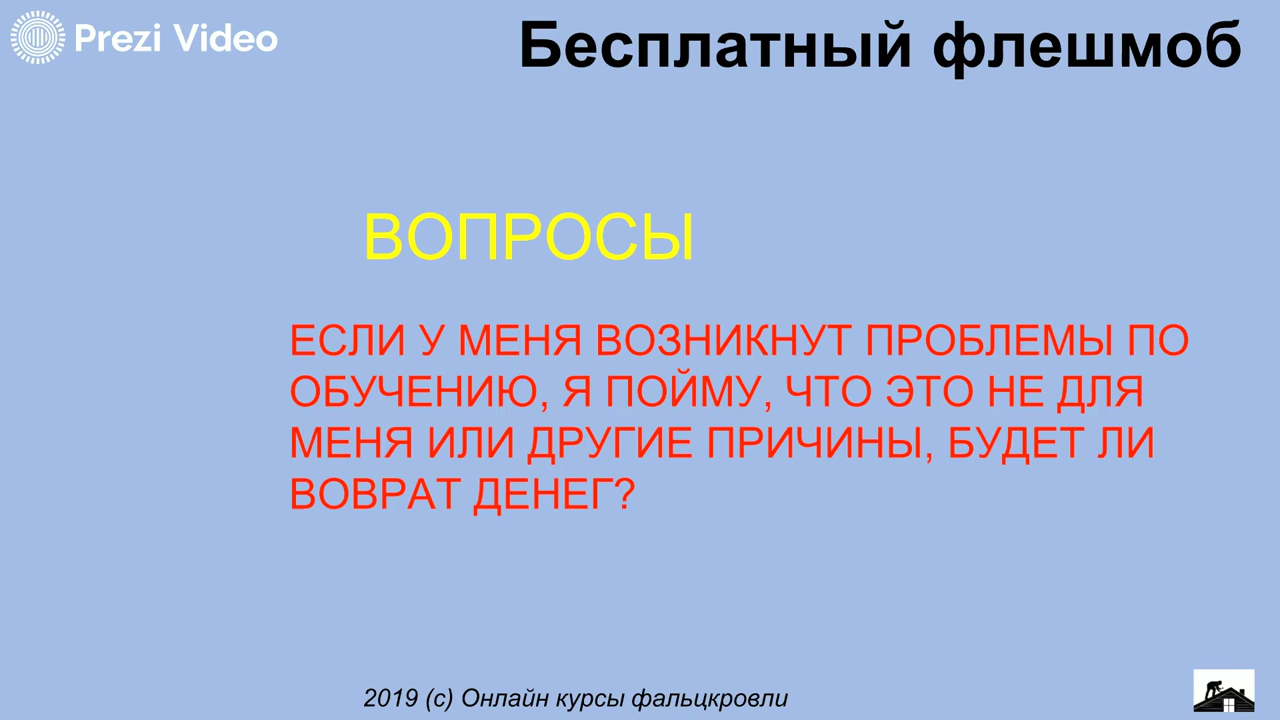 Prezi Video
Бесплатный флешмоб
ВОПРОСЫ
ЕСЛИ У МЕНЯ ВОЗНИКНУТ ПРОБЛЕМЫ ПО
ОБУЧЕНИЮ, Я ПОЙМУ, ЧТО ЭТО НЕ ДЛЯ
МЕНЯ ИЛИ ДРУГИЕ ПРИЧИНЫ, БУДЕТ ЛИ
ВОВРАТ ДЕНЕГ?
2019 (с) Онлайн курсы фальцкровли